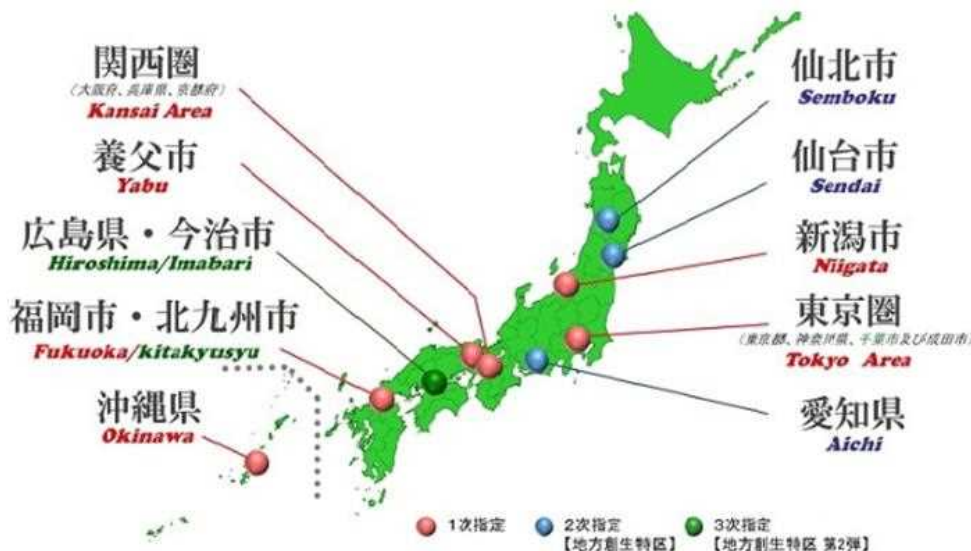 関西圏
（大阪府、兵庫県、京都府）
Kansai Area
養父市
Yabu
広島県・今治市
Hiroshima/Imabari
福岡市・北九州市
Fukuoka/kitakyusyu
沖縄県
Okinawa
仙北市
Semboku
仙台市
Sendai
新潟市
Niigata
東京圏
（東京都、神奈川県、千葉市及び成田市）
Tokyo Area
愛知県
Aichi
1次指定
2次指定
【地方創生特区】
3次指定
【地方創生特区 第2弾】